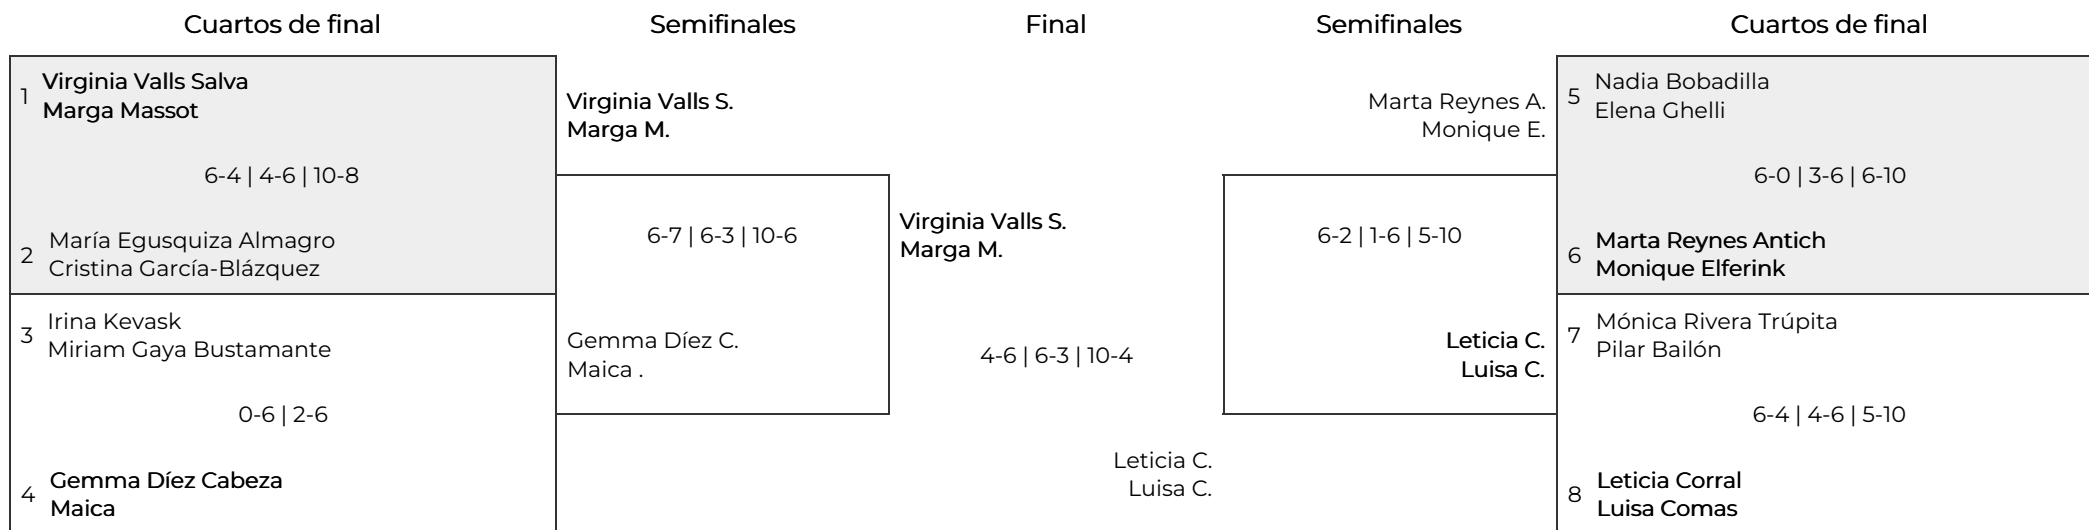 Cuartos de final
Semifinales
Final
Semifinales
Cuartos de final
1
Virginia Valls Salva
Marga Massot
6-4 | 4-6 | 10-8
2
María Egusquiza Almagro
Cristina García-Blázquez
3
Irina Kevask
Miriam Gaya Bustamante
0-6 | 2-6
4
Gemma Díez Cabeza
Maica
Virginia Valls S.
Marga M.
6-7 | 6-3 | 10-6
Gemma Díez C.
Maica .
Virginia Valls S.
Marga M.
4-6 | 6-3 | 10-4
Leticia C.
Luisa C.
Marta Reynes A.
Monique E.
6-2 | 1-6 | 5-10
Leticia C.
Luisa C.
5
Nadia Bobadilla
Elena Ghelli
6-0 | 3-6 | 6-10
6
Marta Reynes Antich
Monique Elferink
7
Mónica Rivera Trúpita
Pilar Bailón
6-4 | 4-6 | 5-10
8
Leticia Corral
Luisa Comas